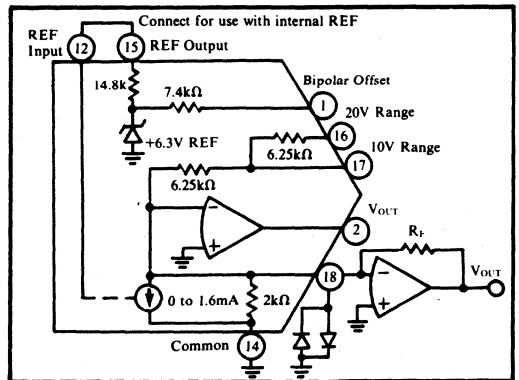 Connect for use with internal REF
REF Input
12
15
REF Output
14.8k
7.4kΩ
Bipolar Offset
1
20V Range
+6.3V REF
6.25kΩ
16
10V Range
6.25kΩ
17
−
+
2
VOUT
18
RF
−
+
VOUT
0 to 1.6mA
2kΩ
Common
14